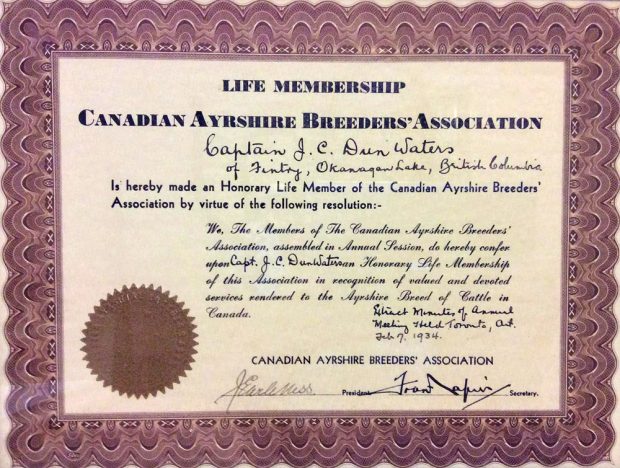 LIFE MEMBERSHIP
CANADIAN AYRSHIRE BREEDERS' ASSOCIATION
Captain J. C. Dun Waters
of Fintry, Okanagan Lake, British Columbia
Is hereby made an Honorary Life Member of the Canadian Ayrshire Breeders'
Association by virtue of the following resolution:-
We, The Members of The Canadian Ayrshire Breeders'
Association, assembled in Annual Session, do hereby confer
upon Capt. J. C. Dun Waters an Honorary Life Membership
of this Association in recognition of valued and devoted
services rendered to the Ayrshire Breed of Cattle in
Canada.
Extract Minutes of Annual
Meeting Held Toronto, Ont.
Feb 7, 1934.
CANADIAN AYRSHIRE BREEDERS' ASSOCIATION
President
Secretary.